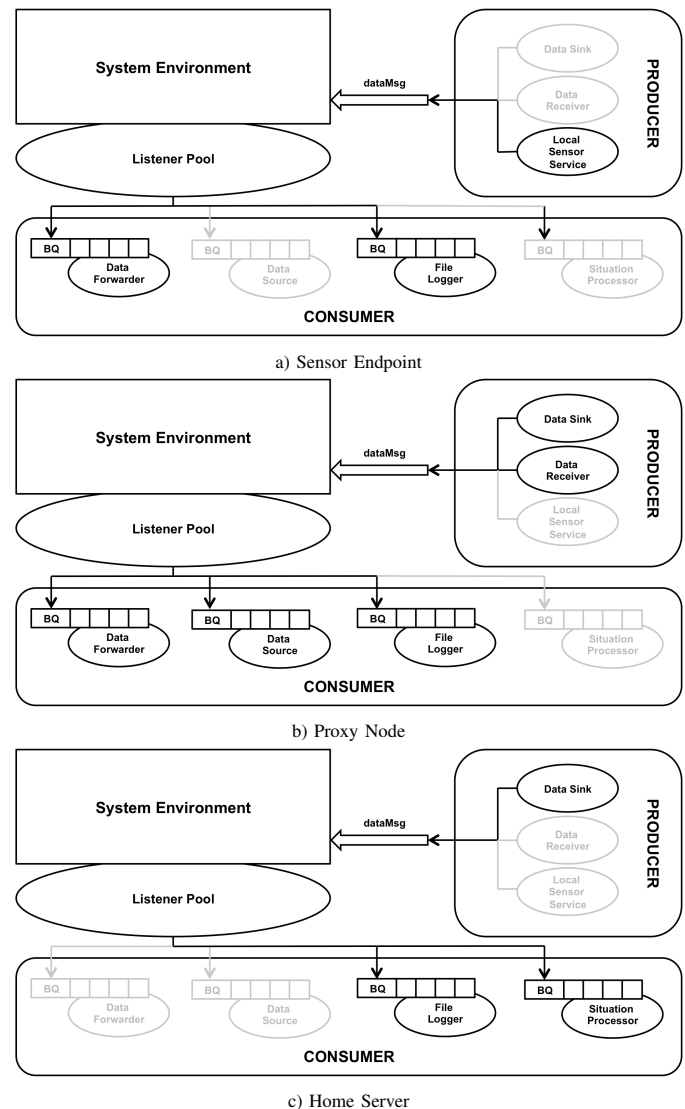 System Environment
dataMsg
Data Sink
Data
Receiver
Local
Sensor
Service
PRODUCER
Listener Pool
BQ
Data
Forwarder
BQ
Data
Source
BQ
File
Logger
BQ
Situation
Processor
CONSUMER
a) Sensor Endpoint
System Environment
dataMsg
Data Sink
Data
Receiver
Local
Sensor
Service
PRODUCER
Listener Pool
BQ
Data
Forwarder
BQ
Data
Source
BQ
File
Logger
BQ
Situation
Processor
CONSUMER
b) Proxy Node
System Environment
dataMsg
Data Sink
Data
Receiver
Local
Sensor
Service
PRODUCER
Listener Pool
BQ
Data
Forwarder
BQ
Data
Source
BQ
File
Logger
BQ
Situation
Processor
CONSUMER
c) Home Server